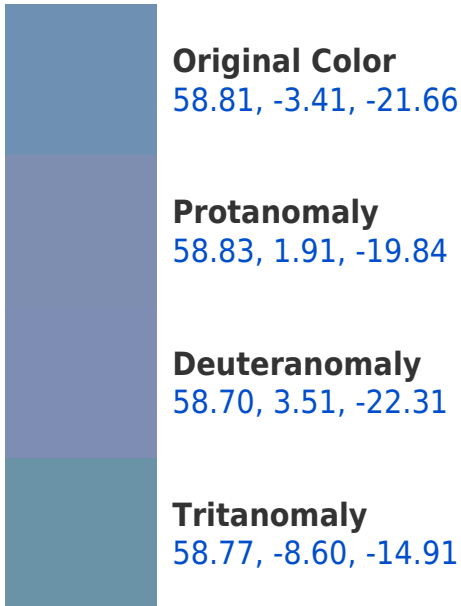 Original Color
58.81, -3.41, -21.66
Protanomaly
58.83, 1.91, -19.84
Deuteranomaly
58.70, 3.51, -22.31
Tritanomaly
58.77, -8.60, -14.91